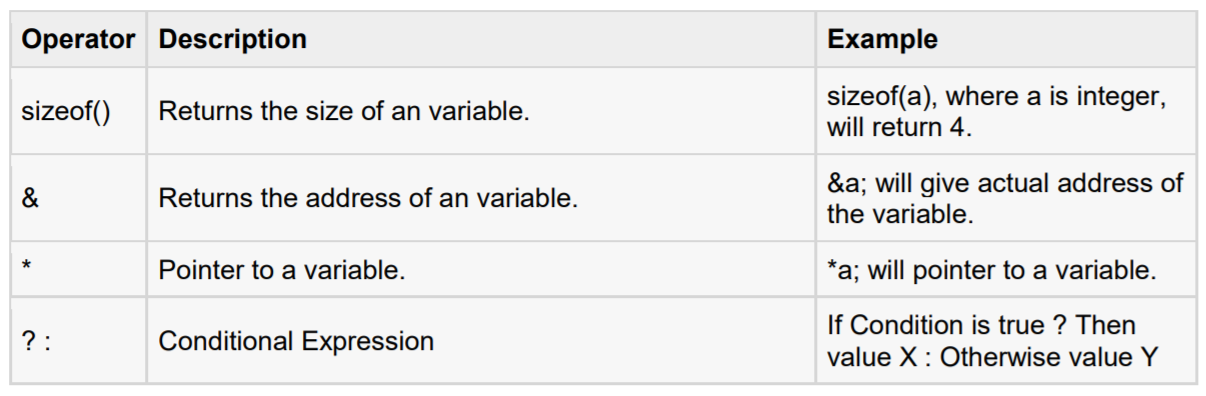 Operator Description Example
sizeof() Returns the size of an variable. sizeof(a), where a is integer,
will return 4.
& Returns the address of an variable. &a; will give actual address of
the variable.
* Pointer to a variable. *a; will pointer to a variable.
? : Conditional Expression If Condition is true ? Then
value X : Otherwise value Y